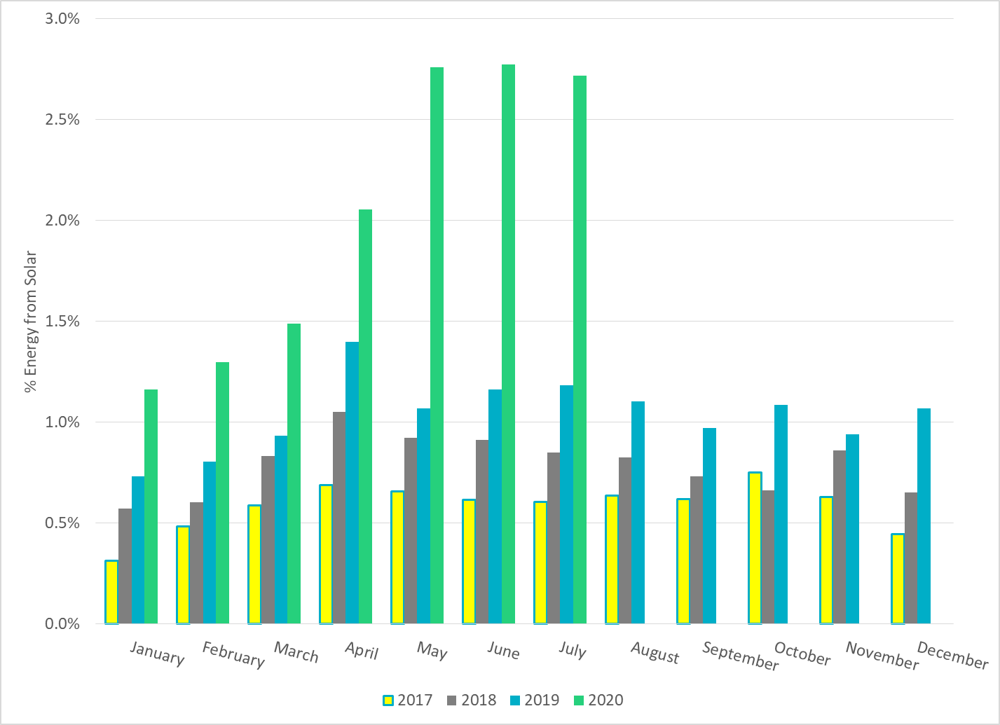 3.0%
2.5%
2.0%
1.5%
1.0%
0.5%
0.0%
% Energy from Solar
January February March April May June July August September October November December
2017 2018 2019 2020